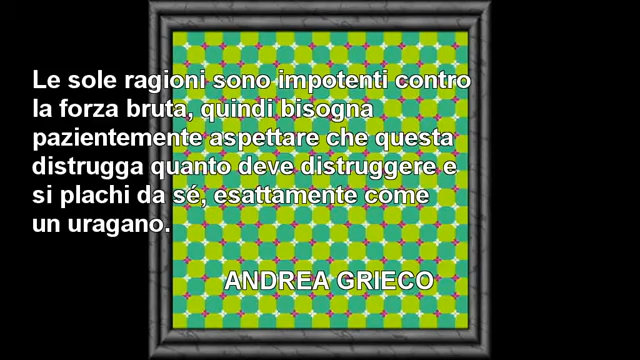 Le sole ragioni sono impotenti contro
la forza bruta, quindi bisogna
pazientemente aspettare che questa
distrugga quanto deve distruggere e
si plachi da sé, esattamente come
un uragano.
ANDREA GRIECO